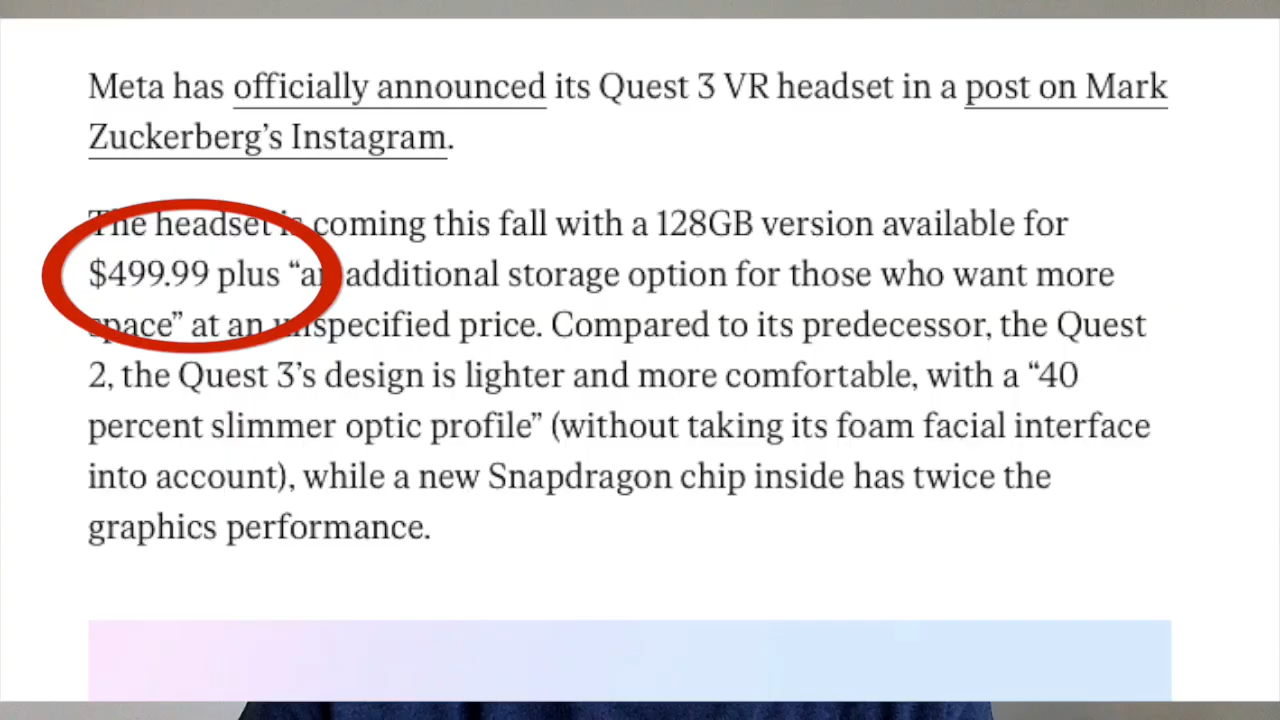 Meta has officially announced its Quest 3 VR headset in a post on Mark
Zuckerberg’s Instagram.
The headset is coming this fall with a 128GB version available for
$499.99 plus “an additional storage option for those who want more
space” at an unspecified price. Compared to its predecessor, the Quest
2, the Quest 3’s design is lighter and more comfortable, with a “40
percent slimmer optic profile” (without taking its foam facial interface
into account), while a new Snapdragon chip inside has twice the
graphics performance.